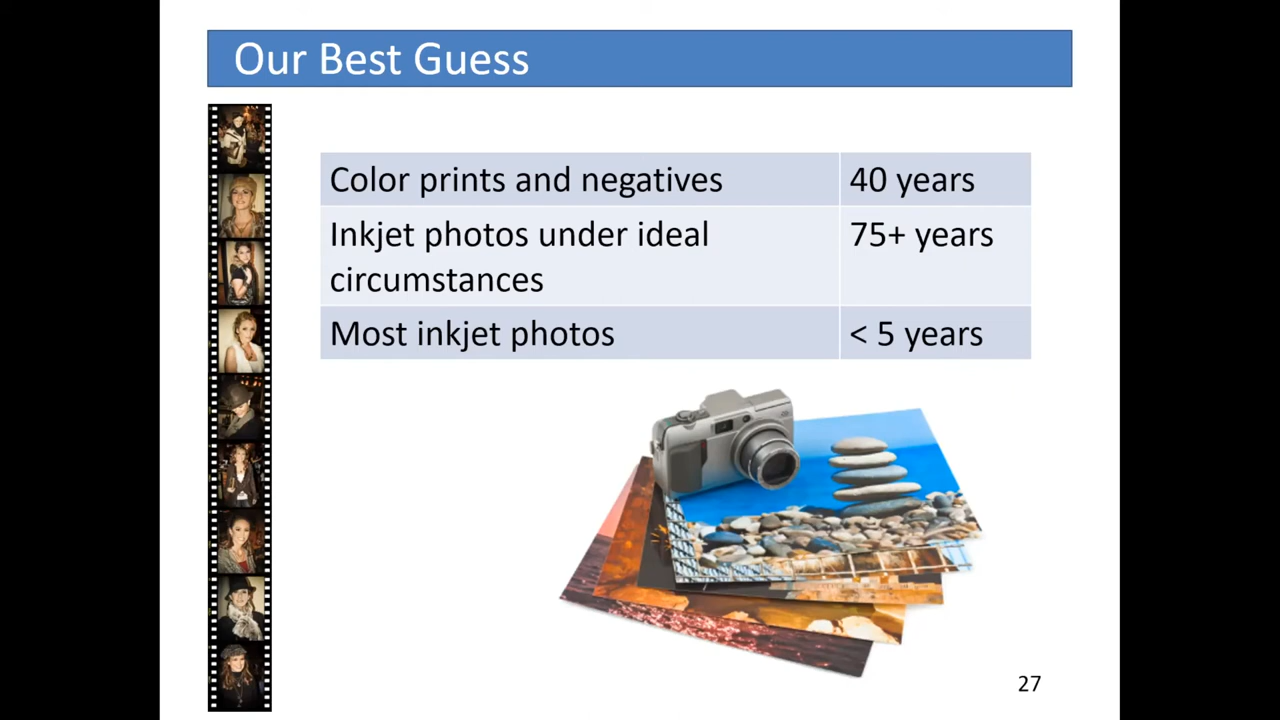 Our Best Guess
Color prints and negatives 40 years
Inkjet photos under ideal 75+ years
circumstances
Most inkjet photos < 5 years
27